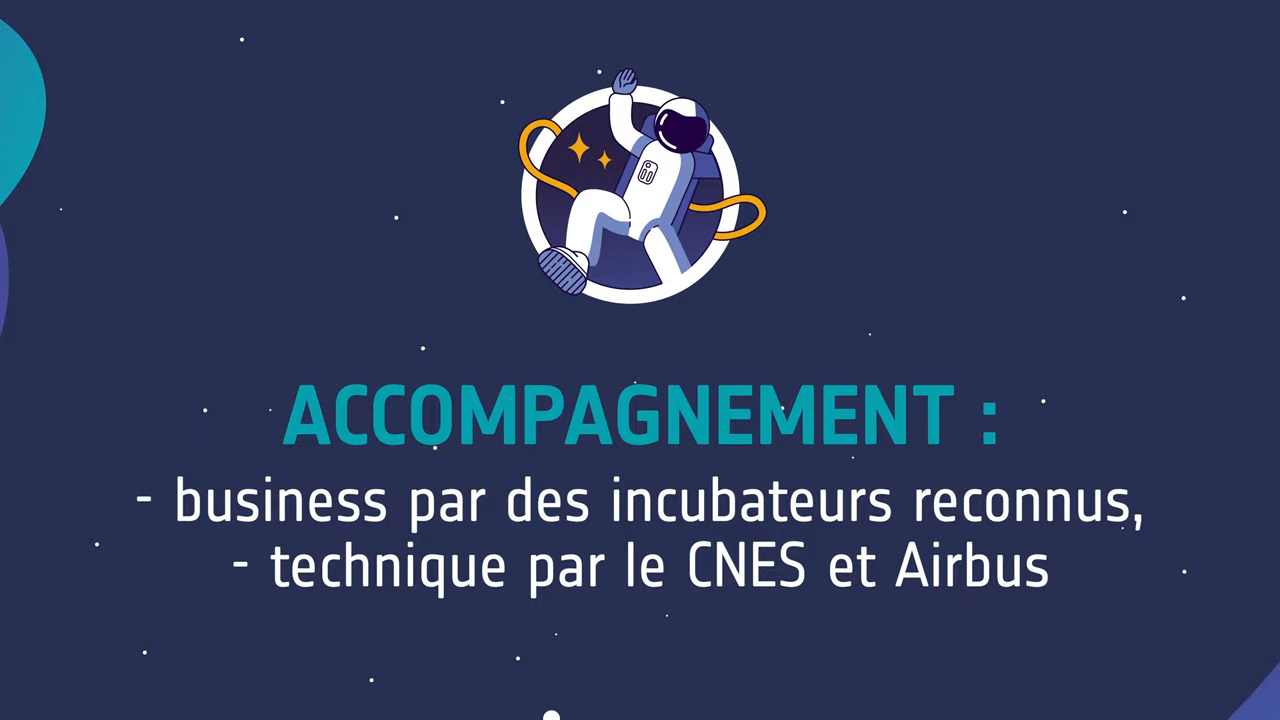 ACCOMPAGNEMENT :
- business par des incubateurs reconnus,
- technique par le CNES et Airbus